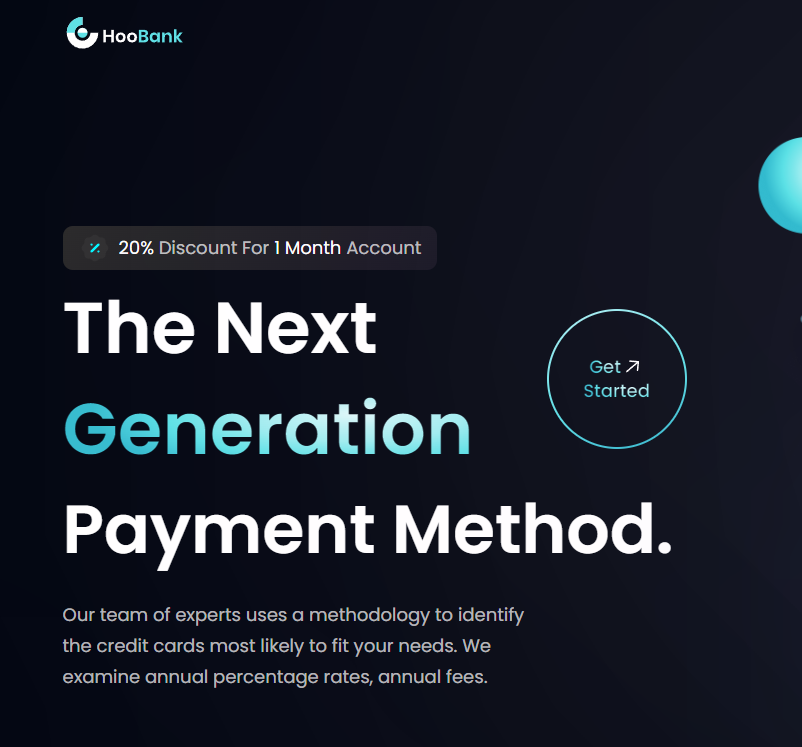 HooBank
20% Discount For 1 Month Account
The Next
Generation
Get
Started
Payment Method.
Our team of experts uses a methodology to identify
the credit cards most likely to fit your needs. We
examine annual percentage rates, annual fees.